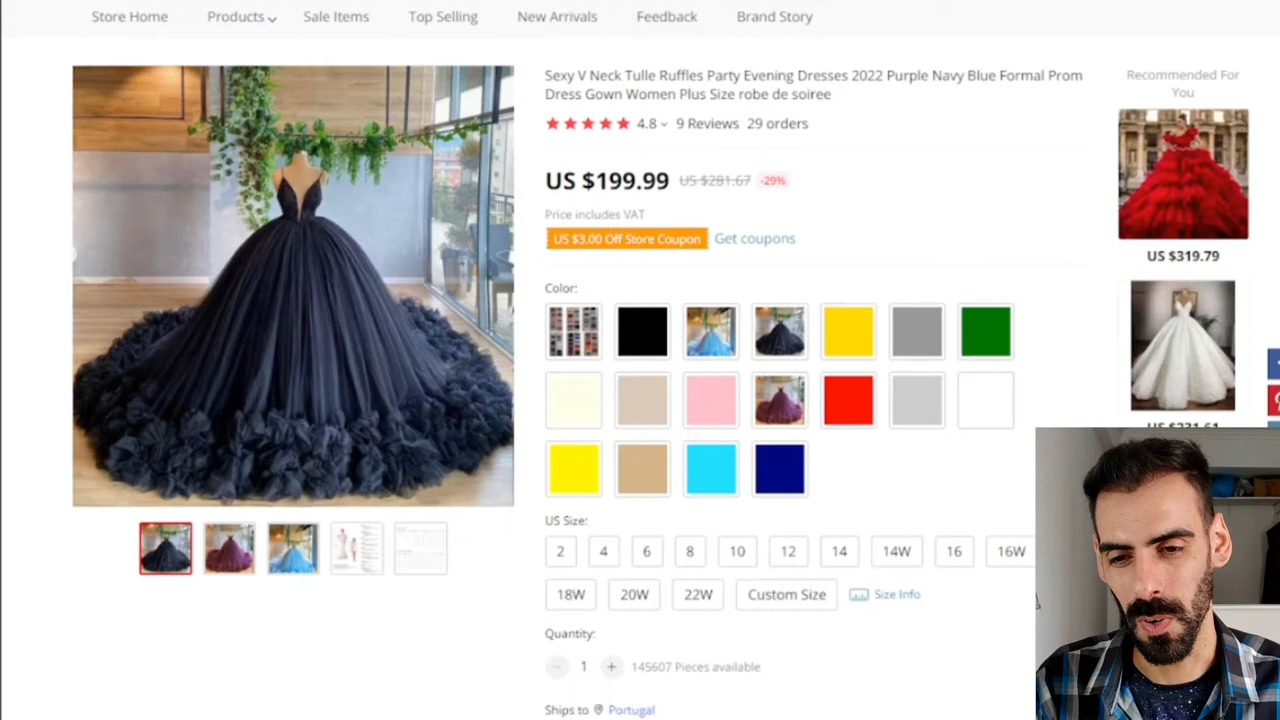 Store Home Products Sale Items Top Selling New Arrivals Feedback Brand Story
Sexy V Neck Tulle Ruffles Party Evening Dresses 2022 Purple Navy Blue Formal Prom
Dress Gown Women Plus Size robe de soiree
4.8 9 Reviews 29 orders
US $199.99 US $281.67 -29%
Price includes VAT
US $3.00 Off Store Coupon Get coupons
Color:
US Size:
2 4 6 8 10 12 14 14W 16 16W
18W 20W 22W Custom Size Size Info
Quantity:
1 145607 Pieces available
Ships to Portugal
Recommended For
You
US $319.79
US $231.61